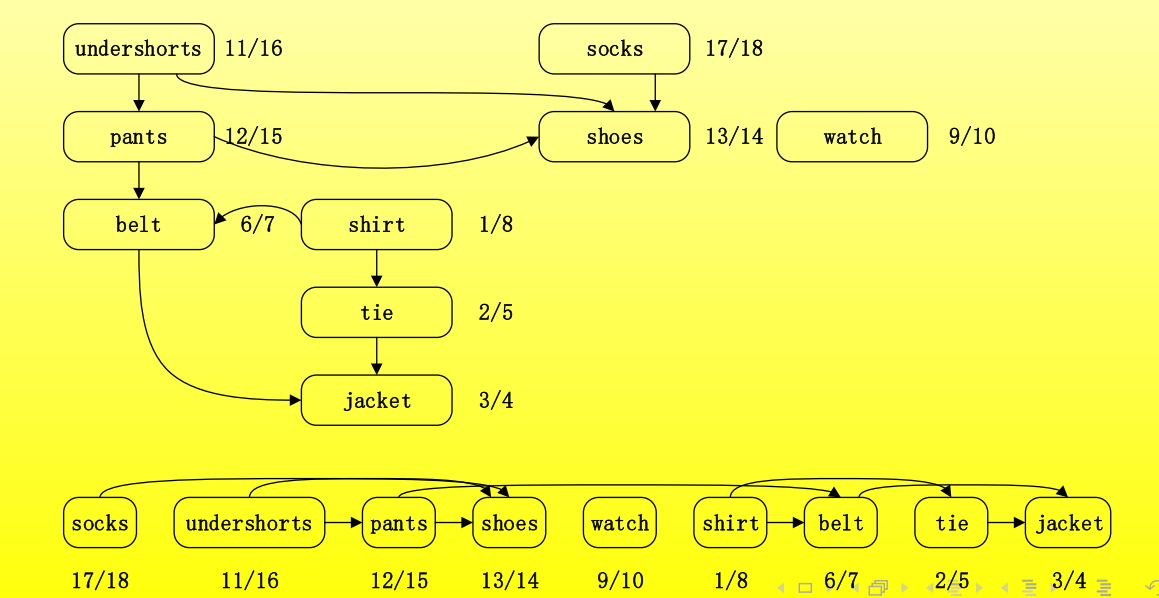 undershorts 11/16 socks 17/18
pants 12/15 shoes 13/14 watch 9/10
belt 6/7 shirt 1/8
tie 2/5
jacket 3/4
socks undershorts pants shoes watch shirt belt tie jacket
17/18 11/16 12/15 13/14 9/10 1/8 6/7 2/5 3/4